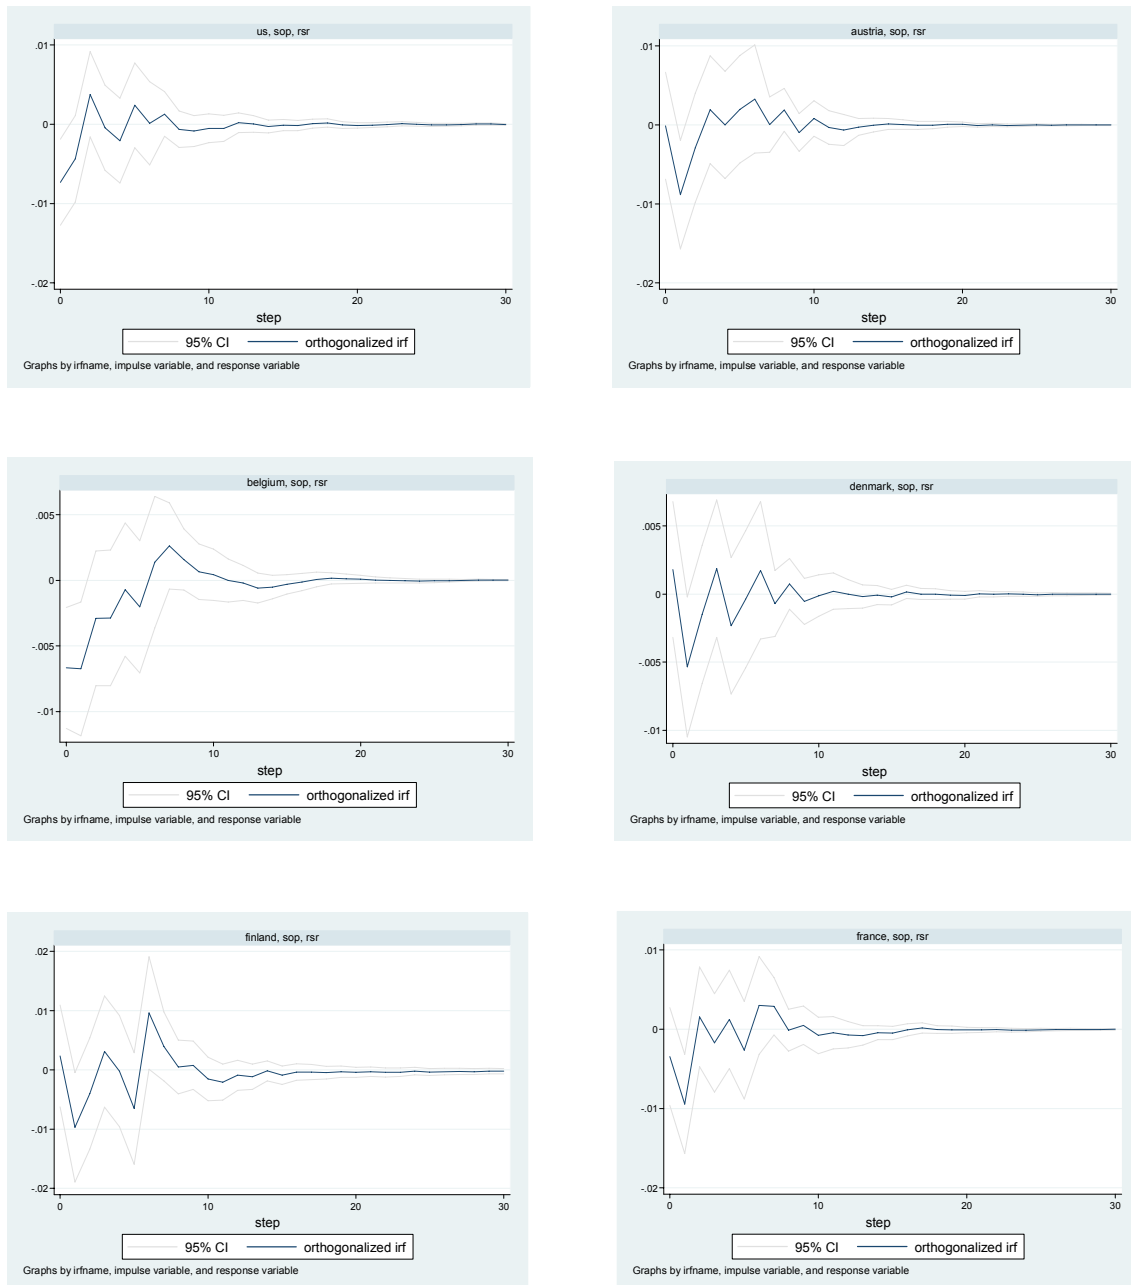 us, sop, rsr
.01
0
-.01
-.02
0 10 20 30
step
95% CI orthogonalized irf
Graphs by irfname, impulse variable, and response variable
austria, sop, rsr
.01
0
-.01
-.02
0 10 20 30
step
95% CI orthogonalized irf
Graphs by irfname, impulse variable, and response variable
belgium, sop, rsr
.005
0
-.005
-.01
0 10 20 30
step
95% CI orthogonalized irf
Graphs by irfname, impulse variable, and response variable
denmark, sop, rsr
.005
0
-.005
-.01
0 10 20 30
step
95% CI orthogonalized irf
Graphs by irfname, impulse variable, and response variable
finland, sop, rsr
.02
.01
0
-.01
-.02
0 10 20 30
step
95% CI orthogonalized irf
Graphs by irfname, impulse variable, and response variable
france, sop, rsr
.01
0
-.01
-.02
0 10 20 30
step
95% CI orthogonalized irf
Graphs by irfname, impulse variable, and response variable